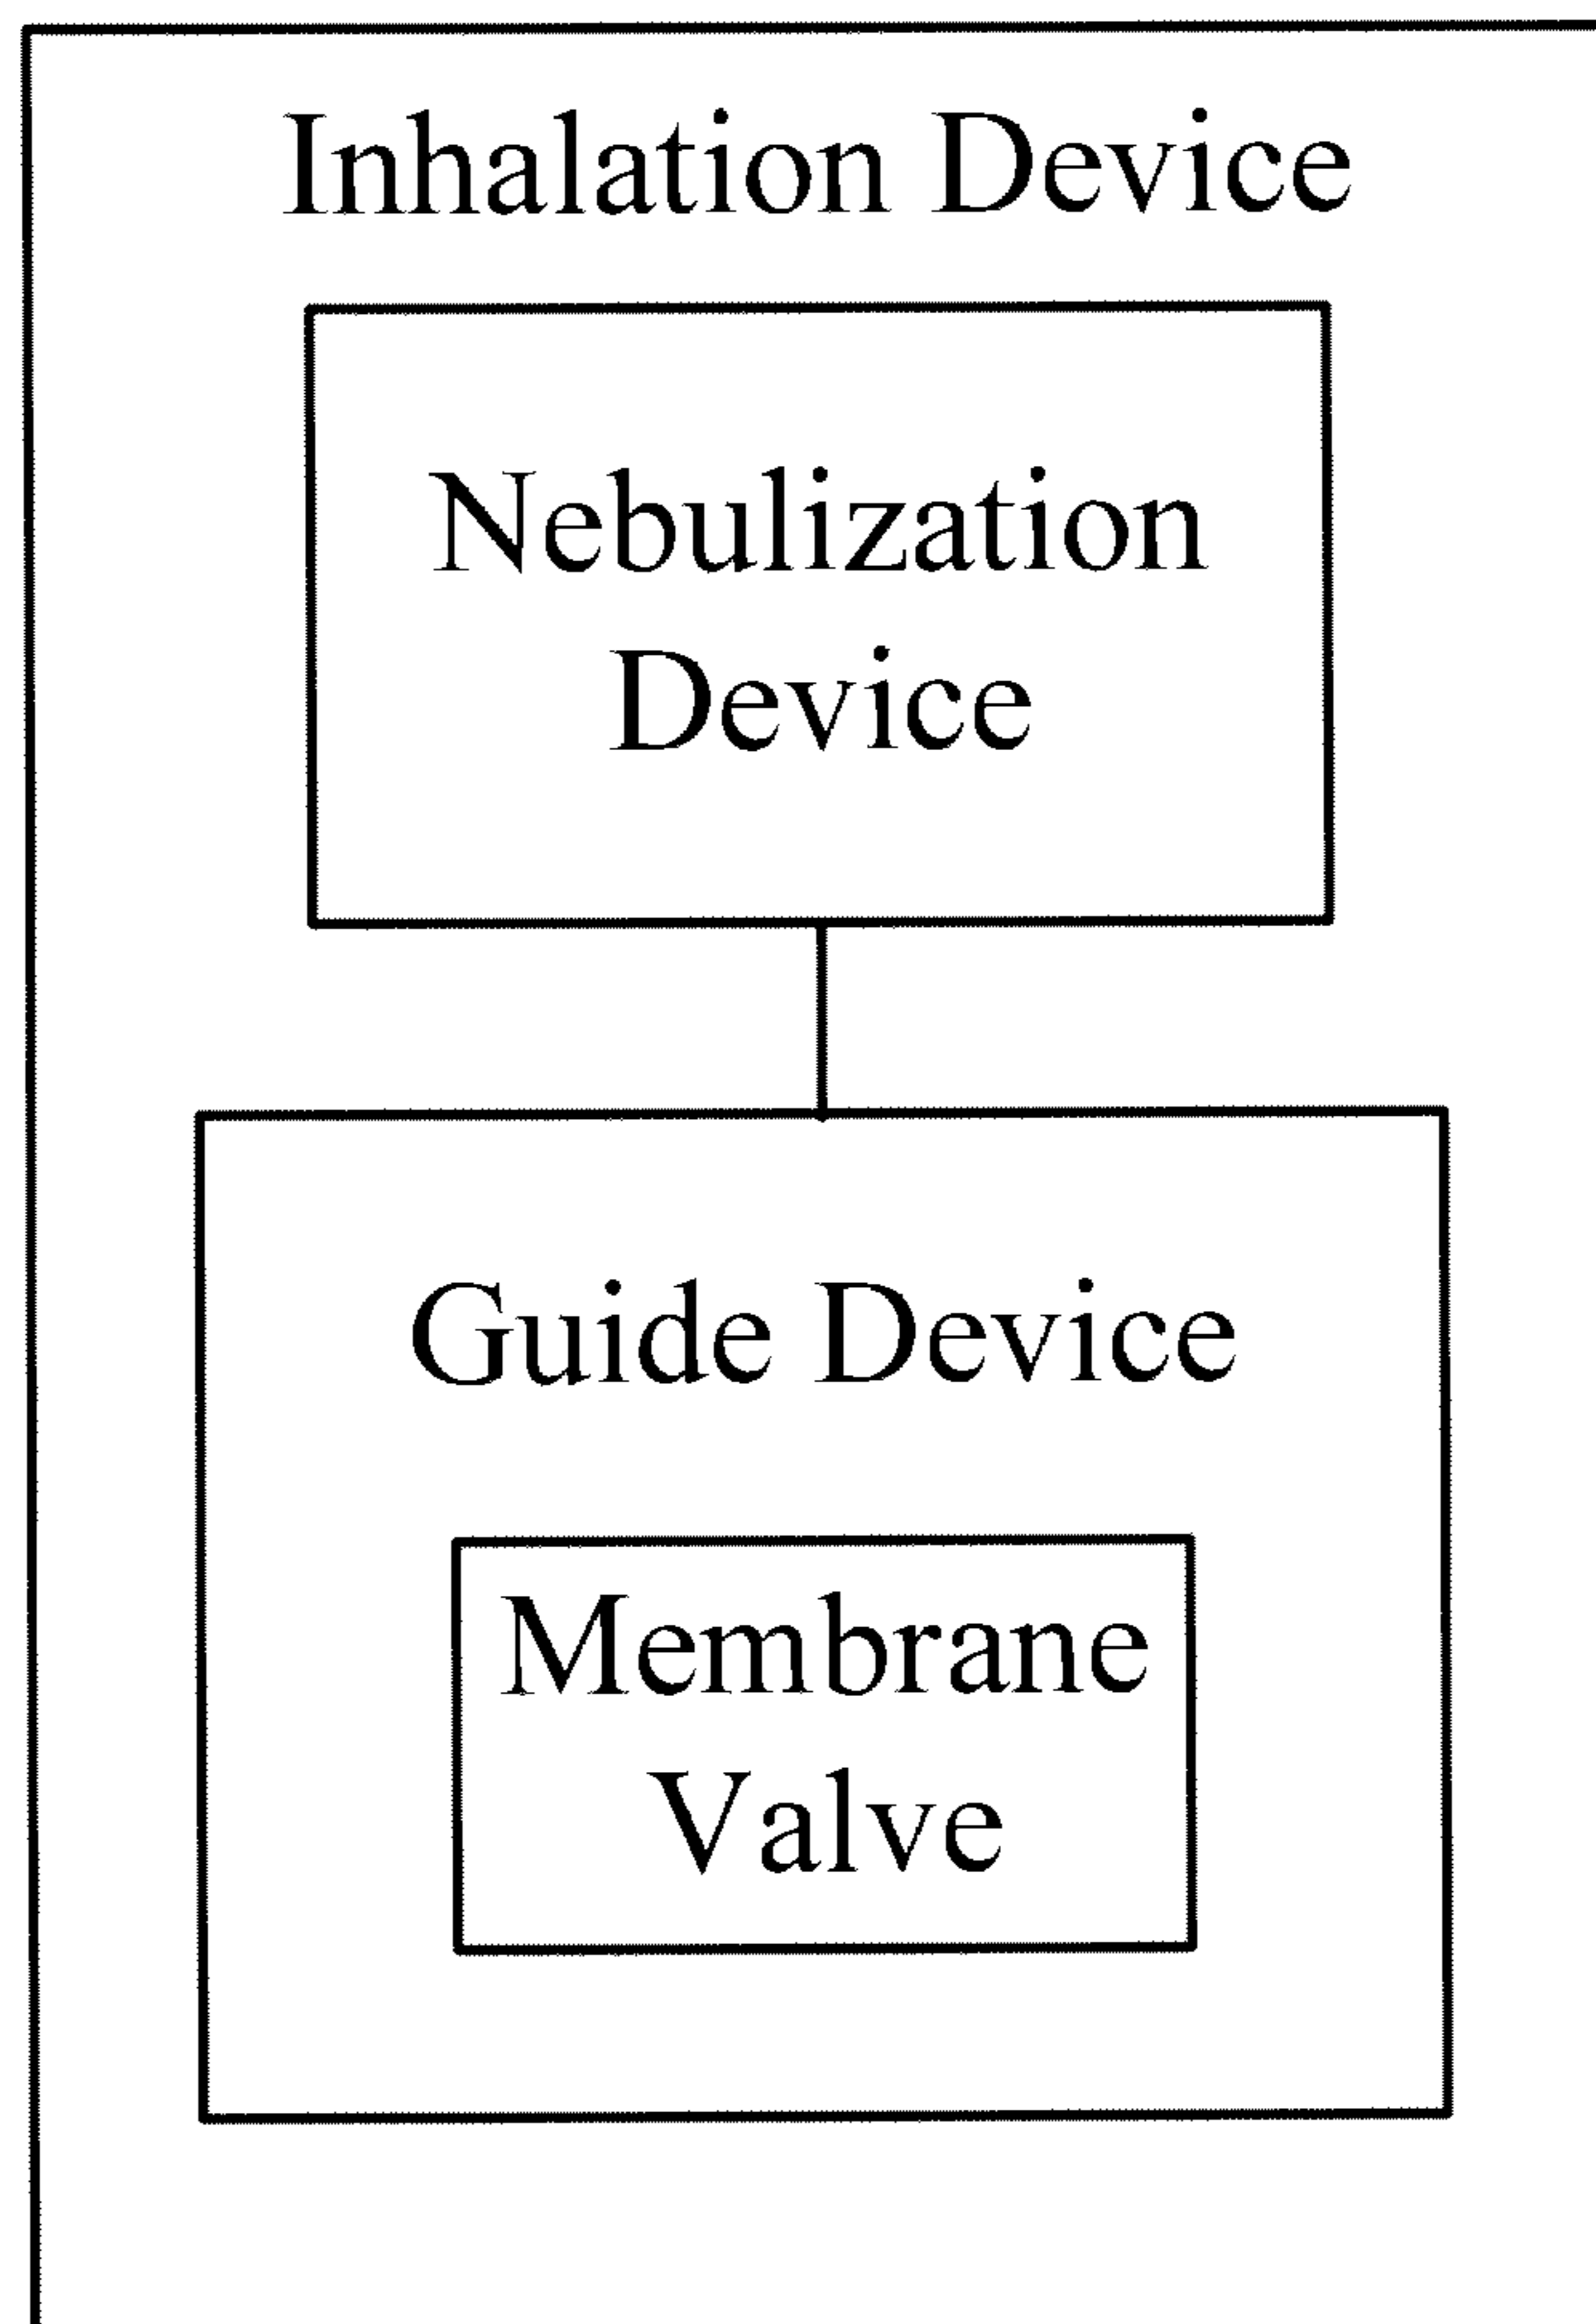 Inhalation Device
Nebulization
Device
Guide Device
Membrane
Valve